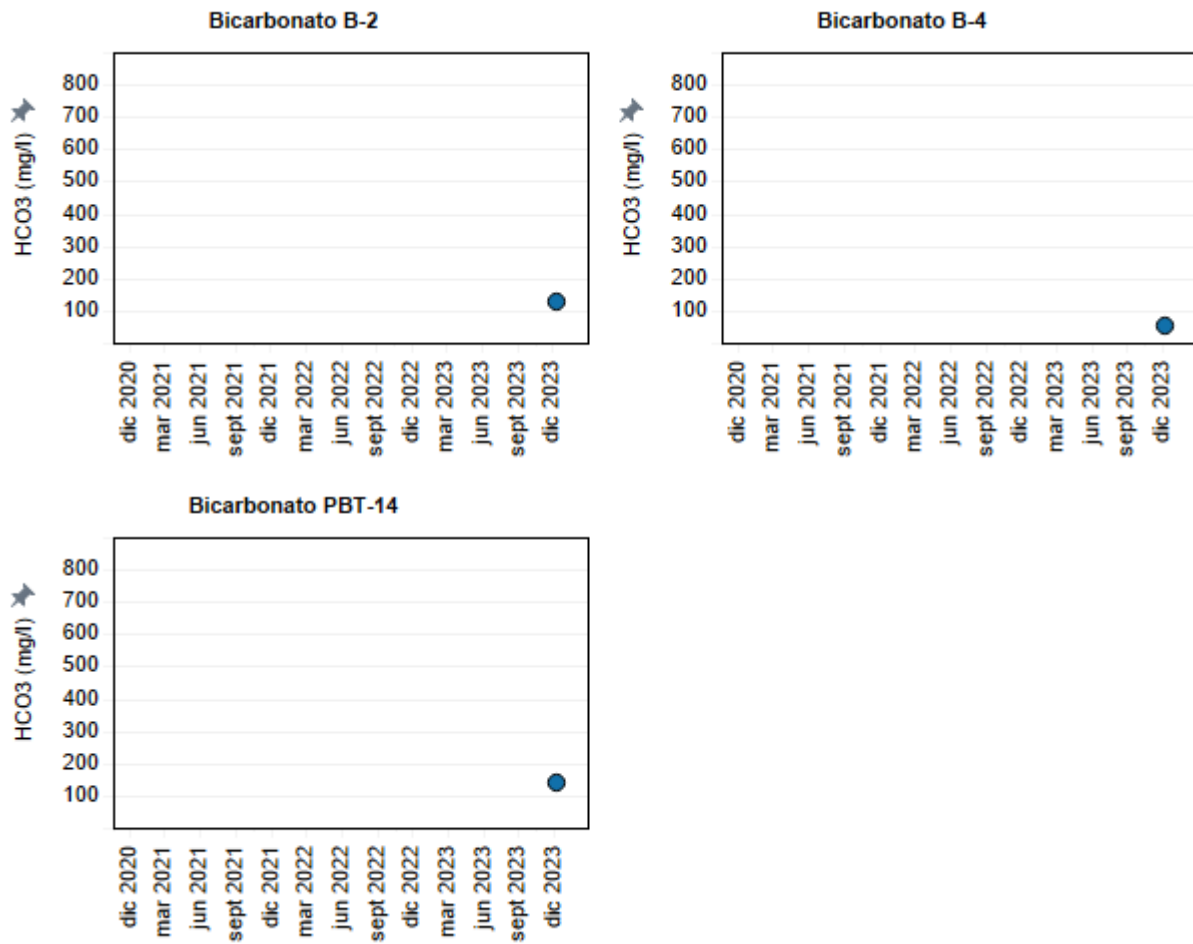 Bicarbonato B-2
HCO3 (mg/l)
800
700
600
500
400
300
200
100
dic 2020
mar 2021
jun 2021
sept 2021
dic 2021
mar 2022
jun 2022
sept 2022
dic 2022
mar 2023
jun 2023
sept 2023
dic 2023
Bicarbonato B-4
HCO3 (mg/l)
800
700
600
500
400
300
200
100
dic 2020
mar 2021
jun 2021
sept 2021
dic 2021
mar 2022
jun 2022
sept 2022
dic 2022
mar 2023
jun 2023
sept 2023
dic 2023
Bicarbonato PBT-14
HCO3 (mg/l)
800
700
600
500
400
300
200
100
dic 2020
mar 2021
jun 2021
sept 2021
dic 2021
mar 2022
jun 2022
sept 2022
dic 2022
mar 2023
jun 2023
sept 2023
dic 2023